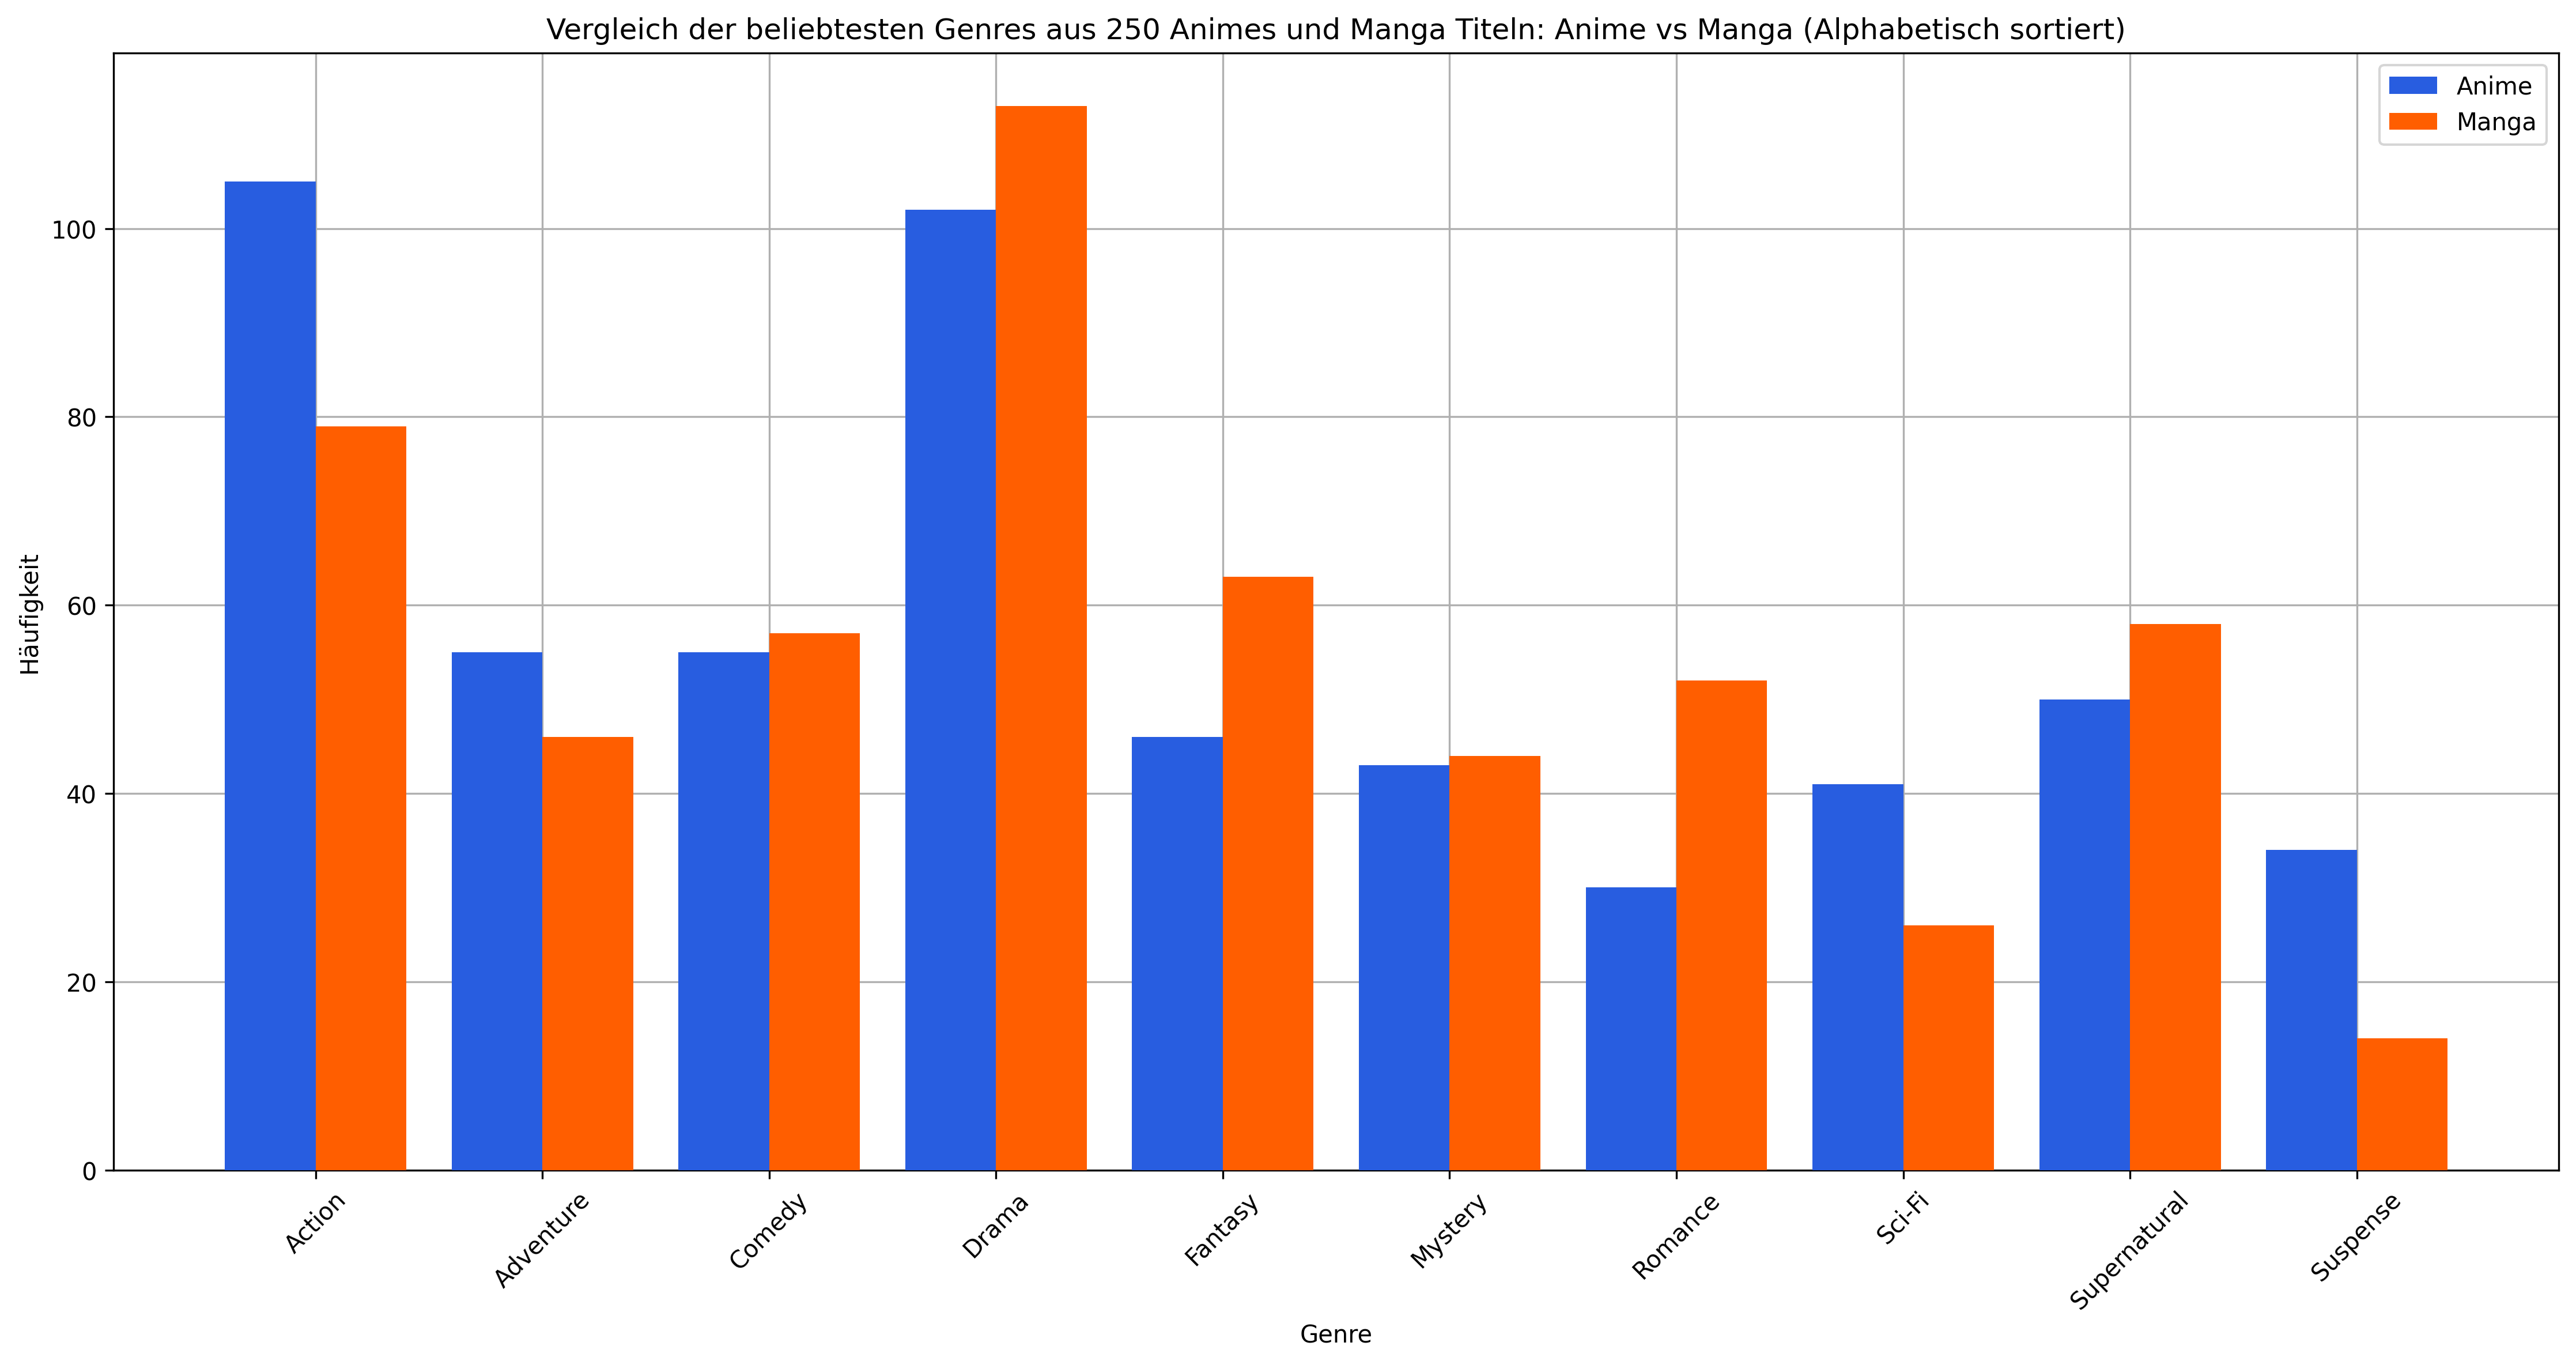 Vergleich der beliebtesten Genres aus 250 Animes und Manga Titeln: Anime vs Manga (Alphabetisch sortiert)
Anime
Manga
Häufigkeit
100
80
60
40
20
0
Action
Adventure
Comedy
Drama
Fantasy
Mystery
Romance
Sci-Fi
Supernatural
Suspense
Genre